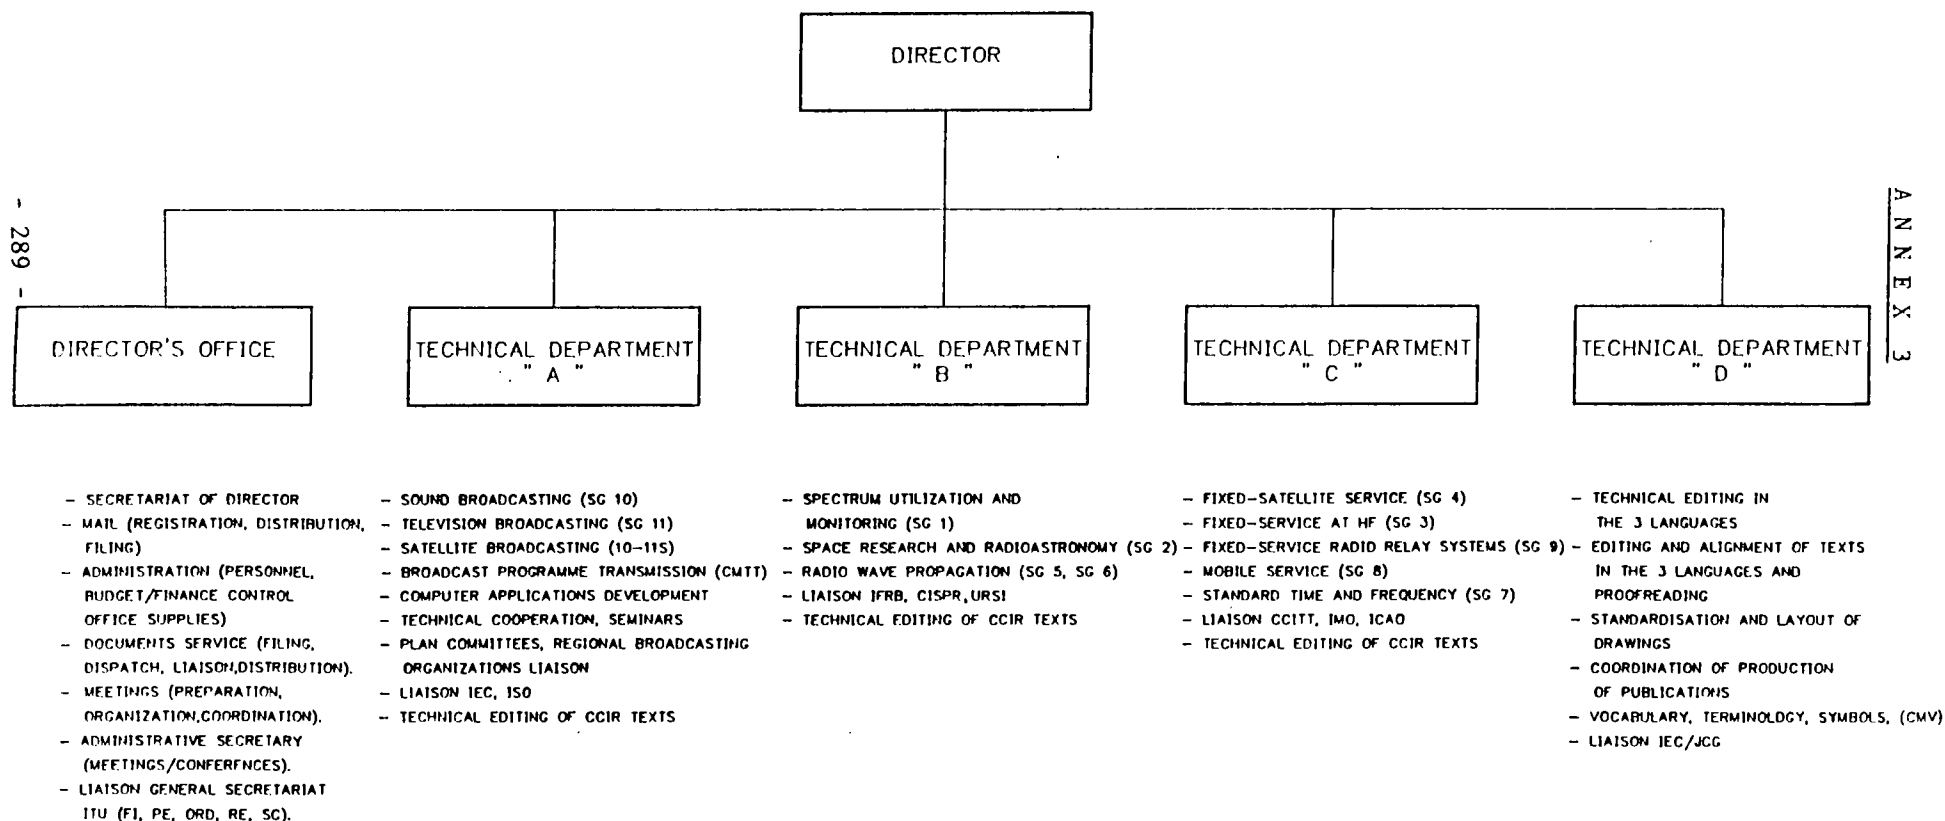 DIRECTOR
- 289 -
ANNEX 3
DIRECTOR'S OFFICE
TECHNICAL DEPARTMENT
" A "
TECHNICAL DEPARTMENT
" B "
TECHNICAL DEPARTMENT
" C "
TECHNICAL DEPARTMENT
" D "
- SECRETARIAT OF DIRECTOR
- MAIL (REGISTRATION, DISTRIBUTION,
FILING)
- ADMINISTRATION (PERSONNEL,
BUDGET/FINANCE CONTROL
OFFICE SUPPLIES)
- DOCUMENTS SERVICE (FILING,
DISPATCH, LIAISON,DISTRIBUTION).
- MEETINGS (PREPARATION,
ORGANIZATION,COORDINATION).
- ADMINISTRATIVE SECRETARY
(MEETINGS/CONFERENCES).
- LIAISON GENERAL SECRETARIAT
ITU (FI, PE, ORD, RE, SC).
- SOUND BROADCASTING (SG 10)
- TELEVISION BROADCASTING (SG 11)
- SATELLITE BROADCASTING (10-11S)
- BROADCAST PROGRAMME TRANSMISSION (CMTT)
- COMPUTER APPLICATIONS DEVELOPMENT
- TECHNICAL COOPERATION, SEMINARS
- PLAN COMMITTEES, REGIONAL BROADCASTING
ORGANIZATIONS LIAISON
- LIAISON IEC, ISO
- TECHNICAL EDITING OF CCIR TEXTS
- SPECTRUM UTILIZATION AND
MONITORING (SG 1)
- SPACE RESEARCH AND RADIOASTRONOMY (SG 2)
- RADIO WAVE PROPAGATION (SG 5, SG 6)
- LIAISON IFRB, CISPR,URSI
- TECHNICAL EDITING OF CCIR TEXTS
- FIXED-SATELLITE SERVICE (SG 4)
- FIXED-SERVICE AT HF (SG 3)
- FIXED-SERVICE RADIO RELAY SYSTEMS (SG 9)
- MOBILE SERVICE (SG 8)
- STANDARD TIME AND FREQUENCY (SG 7)
- LIAISON CCITT, IMO, ICAO
- TECHNICAL EDITING OF CCIR TEXTS
- TECHNICAL EDITING IN
THE 3 LANGUAGES
- EDITING AND ALIGNMENT OF TEXTS
IN THE 3 LANGUAGES AND
PROOFREADING
- STANDARDISATION AND LAYOUT OF
DRAWINGS
- COORDINATION OF PRODUCTION
OF PUBLICATIONS
- VOCABULARY, TERMINOLOGY, SYMBOLS, (CMV)
- LIAISON IEC/JCG